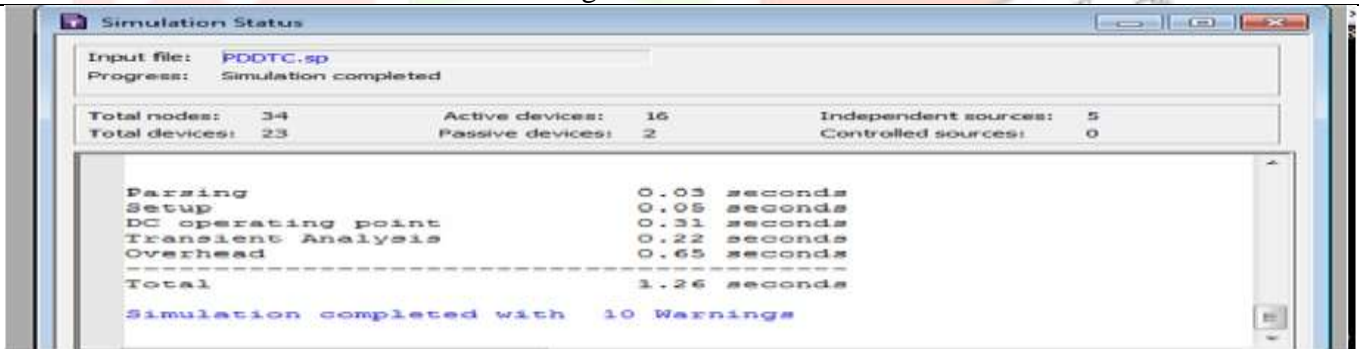 Simulation Status
Input file: PDDTC.sp
Progress: Simulation completed
Total nodes: 34 Active devices: 16 Independent sources: 5
Total devices: 23 Passive devices: 2 Controlled sources: 0
Parsing 0.03 seconds
Setup 0.05 seconds
DC operating point 0.31 seconds
Transient Analysis 0.22 seconds
Overhead 0.65 seconds
-----------------------------------------
Total 1.26 seconds
Simulation completed with 10 Warnings